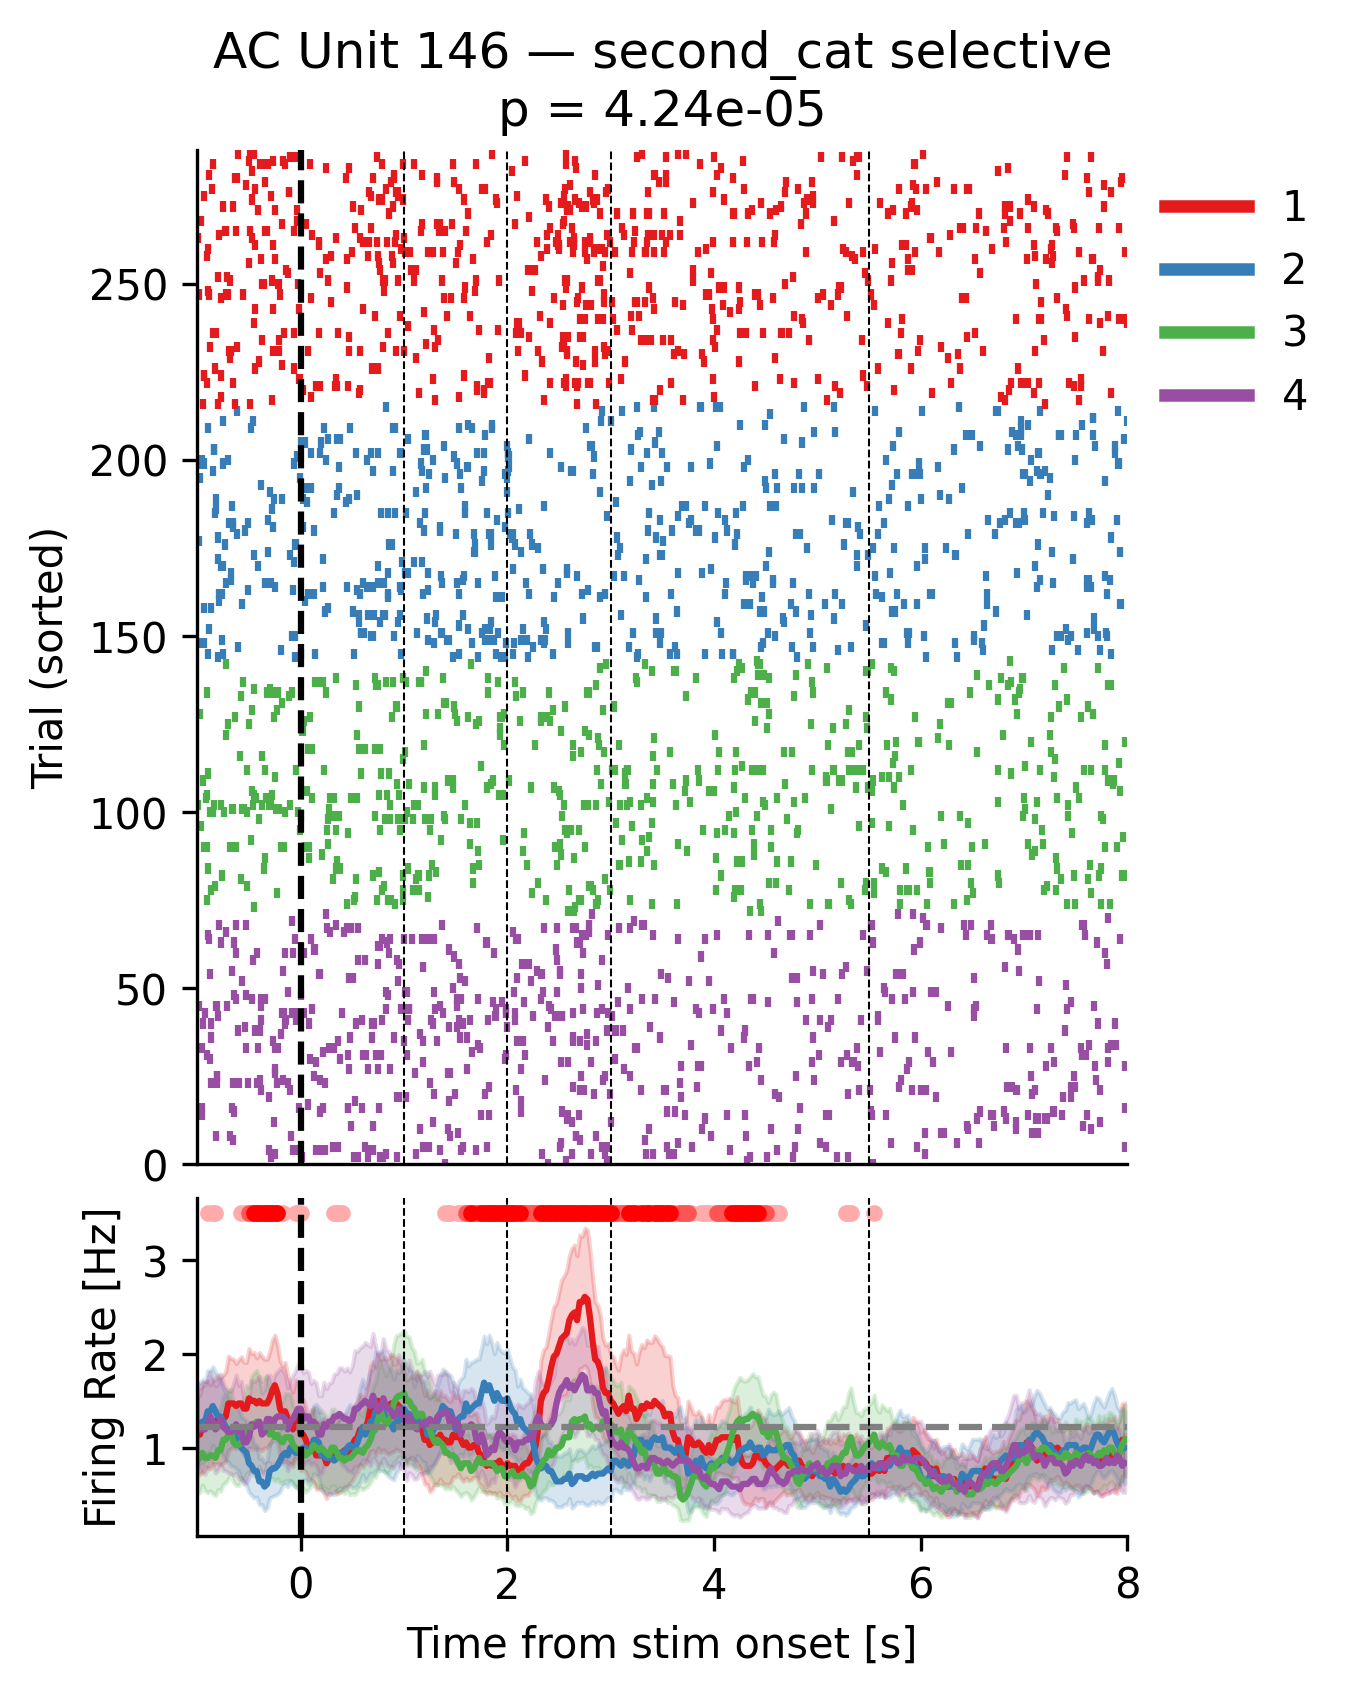 AC Unit 146 — second_cat selective
p = 4.24e-05
1
2
3
4
250
200
150
100
50
0
Trial (sorted)
3
2
1
Firing Rate [Hz]
0 2 4 6 8
Time from stim onset [s]